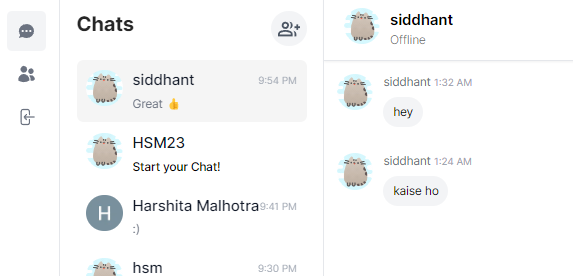 Chats
siddhant 9:54 PM
Great 👍
HSM23
Start your Chat!
H
Harshita Malhotra 9:41 PM
:)
hsm 9:30 PM
siddhant
Offline
siddhant 1:32 AM
hey
siddhant 1:24 AM
kaise ho